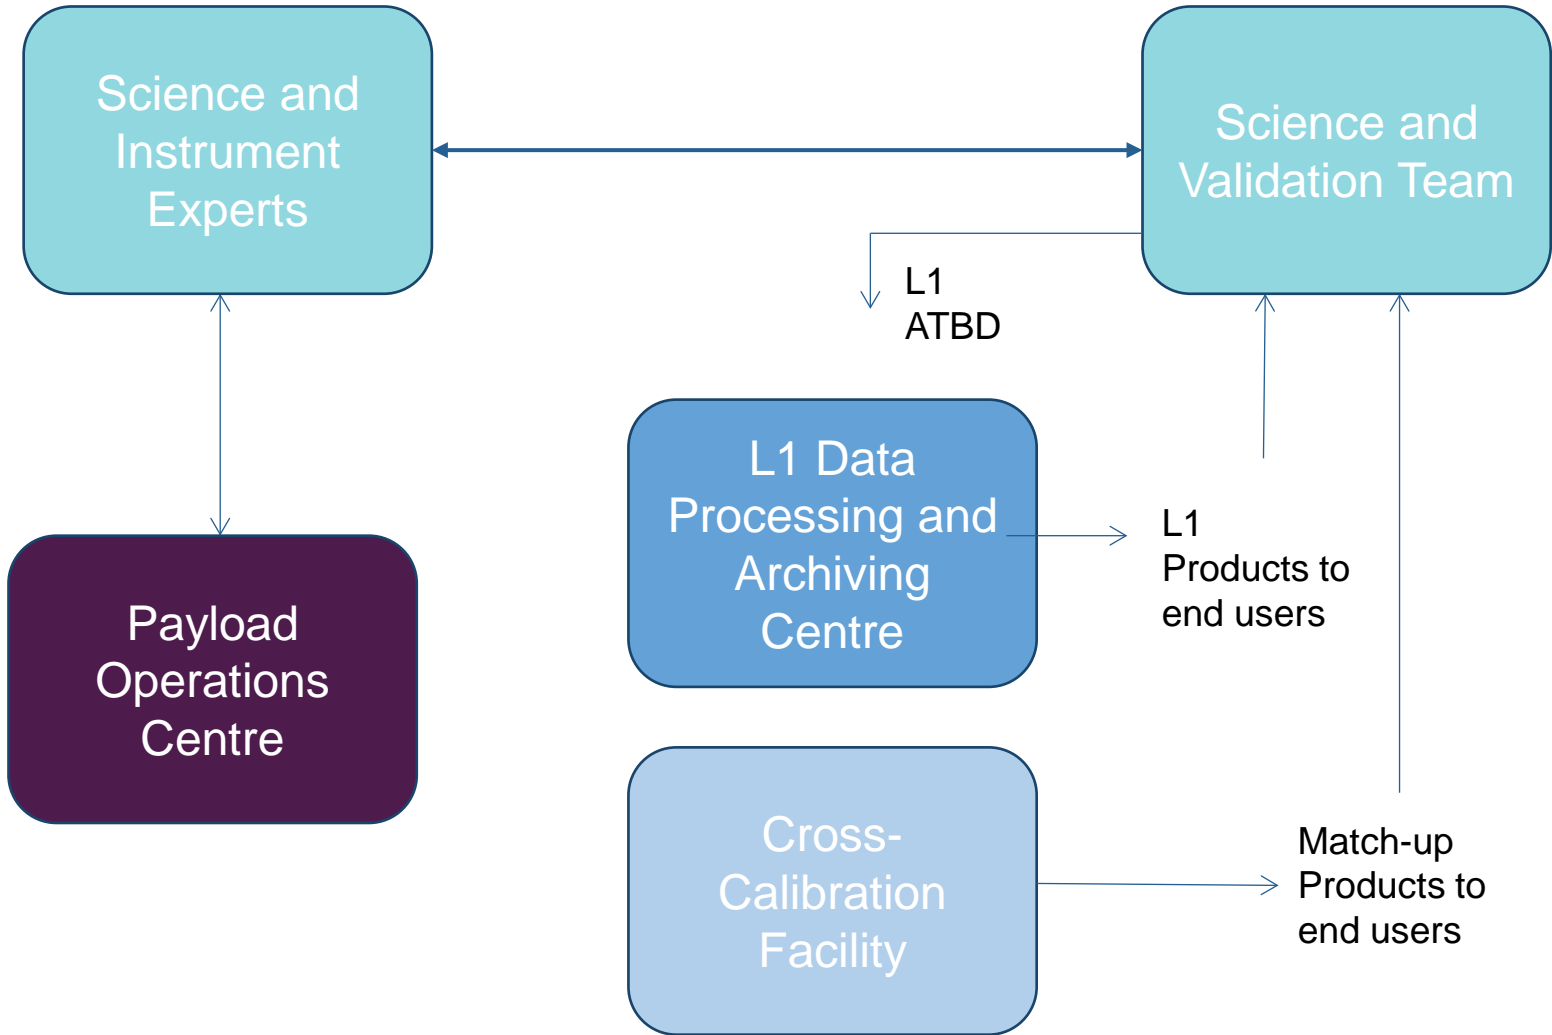 Science and
Instrument
Experts
Science and
Validation Team
L1
ATBD
L1 Data
Processing and
Archiving
Centre
L1
Products to
end users
Payload
Operations
Centre
Cross-
Calibration
Facility
Match-up
Products to
end users